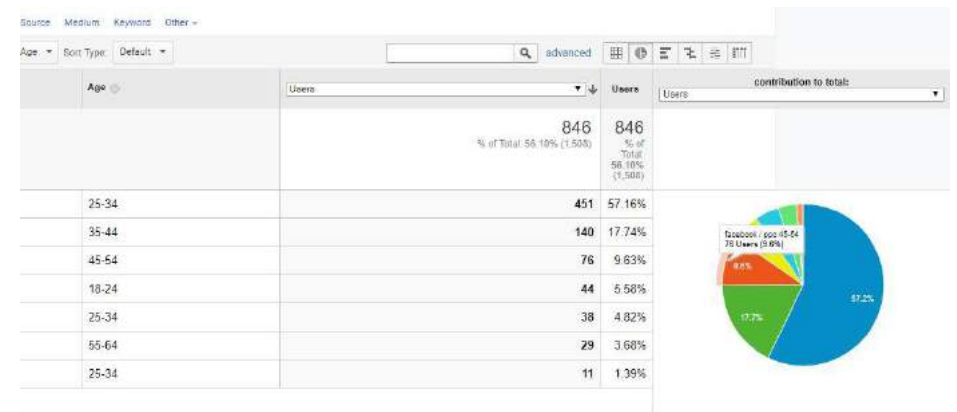 Source Medium Keyword Other
Age Sort Type: Default advanced
Age Users Users contribution to total:
Users
846 846
% of Total: 56.10% (1,508) % of
Total:
56.10%
(1,508)
25-34 451 57.16%
35-44 140 17.74%
45-54 76 9.63%
18-24 44 5.58%
25-34 38 4.82%
55-64 29 3.68%
25-34 11 1.39%
facebook / ppc 45-54
76 Users (9.6%)
9.6%
57.2%
17.7%